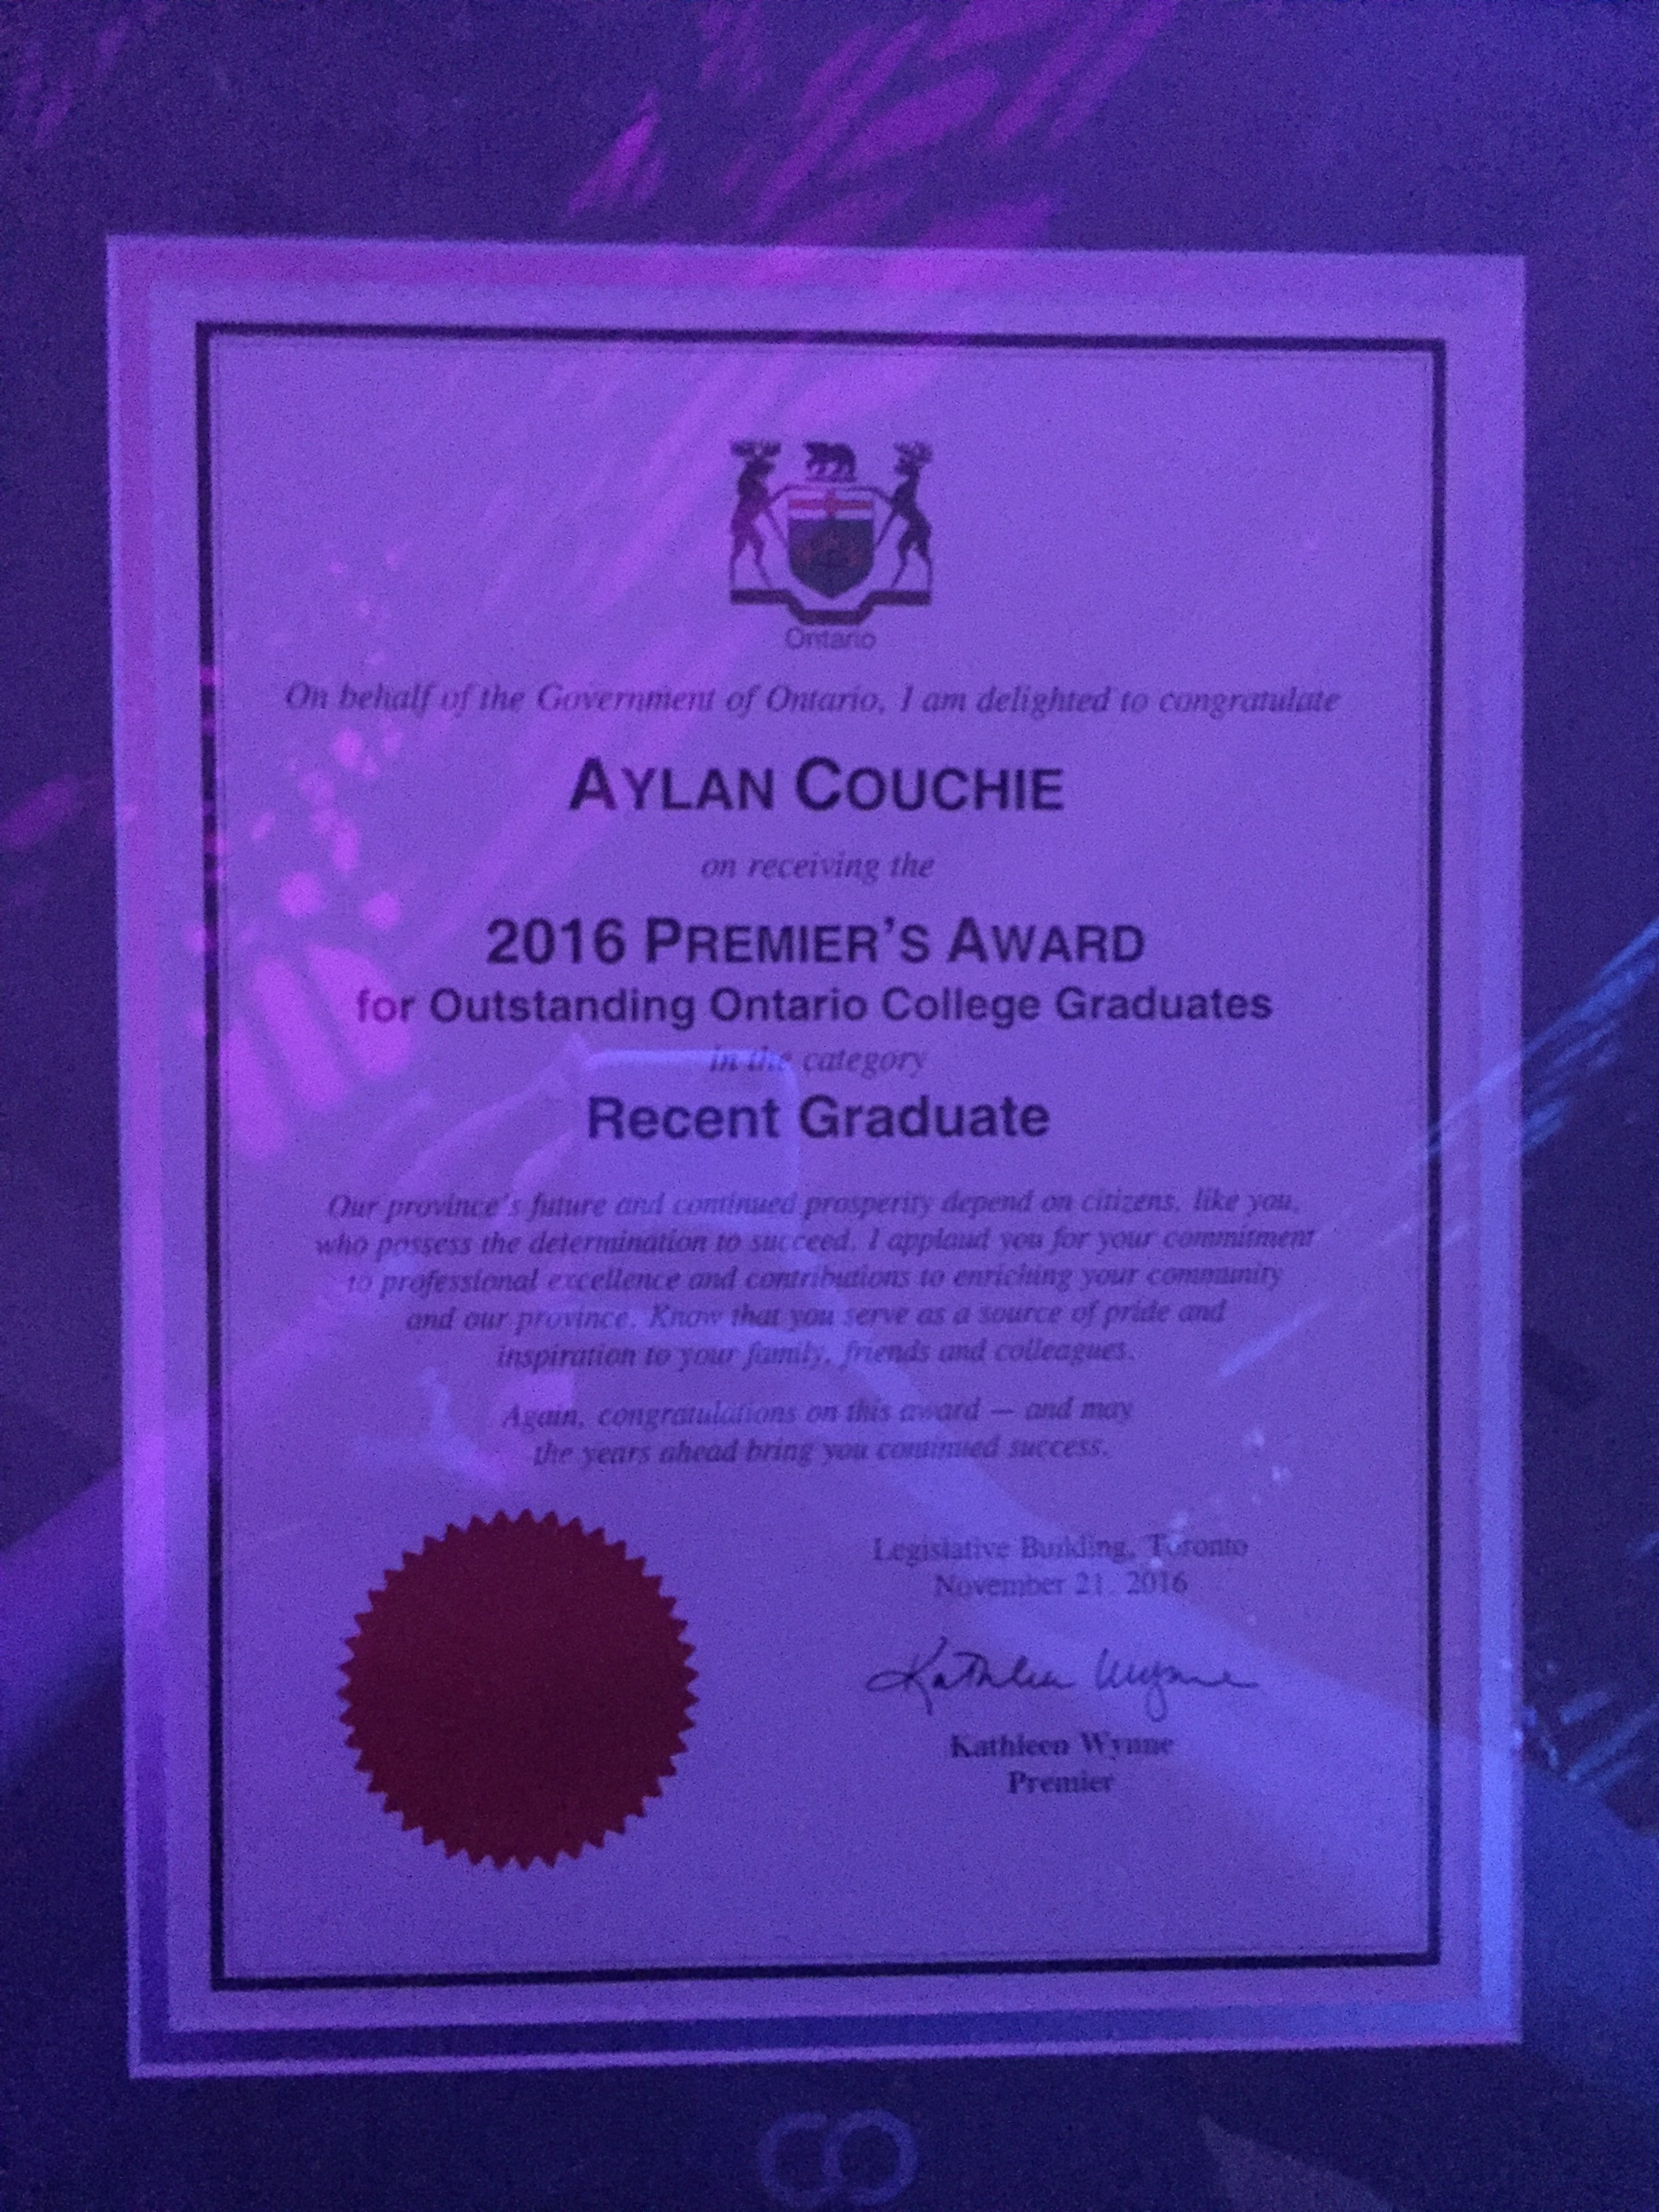 Ontario
On behalf of the Government of Ontario, I am delighted to congratulate
AYLAN COUCHIE
on receiving the
2016 PREMIER'S AWARD
for Outstanding Ontario College Graduates
in the category
Recent Graduate
Our province's future and continued prosperity depend on citizens, like you,
who possess the determination to succeed. I applaud you for your commitment
to professional excellence and contributions to enriching your community
and our province. Know that you serve as a source of pride and
inspiration to your family, friends and colleagues.
Again, congratulations on this award — and may
the years ahead bring you continued success.
Legislative Building, Toronto
November 21, 2016
Kathleen Wynne
Kathleen Wynne
Premier
CO